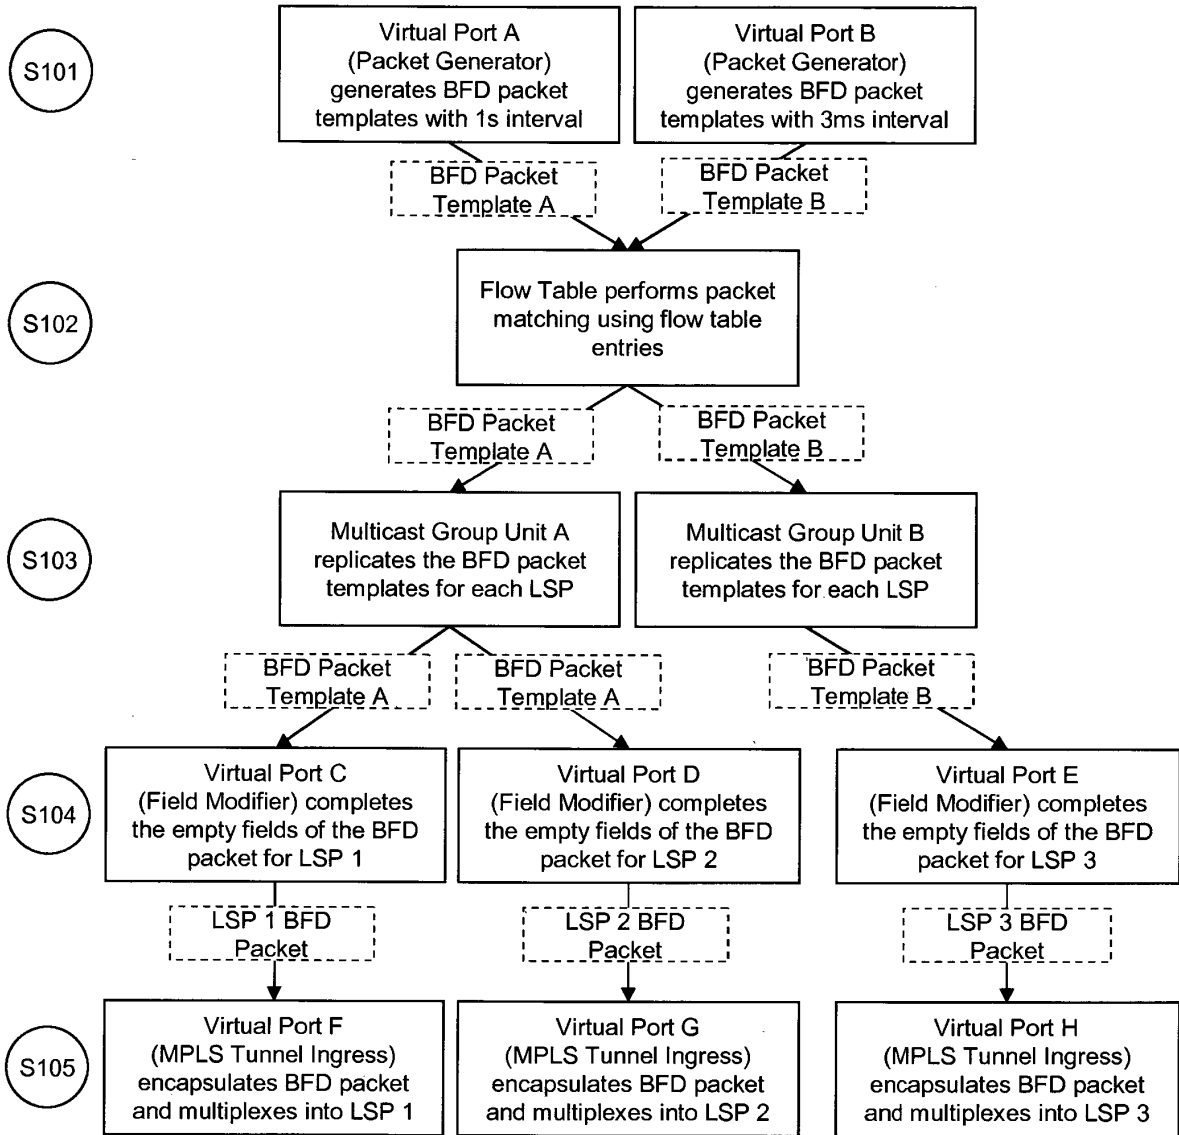 S101
Virtual Port A
(Packet Generator)
generates BFD packet
templates with 1s interval
Virtual Port B
(Packet Generator)
generates BFD packet
templates with 3ms interval
BFD Packet
Template A
BFD Packet
Template B
S102
Flow Table performs packet
matching using flow table
entries
BFD Packet
Template A
BFD Packet
Template B
S103
Multicast Group Unit A
replicates the BFD packet
templates for each LSP
Multicast Group Unit B
replicates the BFD packet
templates for each LSP
BFD Packet
Template A
BFD Packet
Template A
BFD Packet
Template B
S104
Virtual Port C
(Field Modifier) completes
the empty fields of the BFD
packet for LSP 1
Virtual Port D
(Field Modifier) completes
the empty fields of the BFD
packet for LSP 2
Virtual Port E
(Field Modifier) completes
the empty fields of the BFD
packet for LSP 3
LSP 1 BFD
Packet
LSP 2 BFD
Packet
LSP 3 BFD
Packet
S105
Virtual Port F
(MPLS Tunnel Ingress)
encapsulates BFD packet
and multiplexes into LSP 1
Virtual Port G
(MPLS Tunnel Ingress)
encapsulates BFD packet
and multiplexes into LSP 2
Virtual Port H
(MPLS Tunnel Ingress)
encapsulates BFD packet
and multiplexes into LSP 3